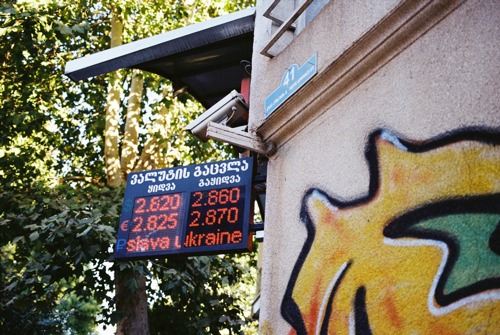 41
ვალუტის გაცვლა
ყიდვა გაყიდვა
2.820 2.860
€ 2.825 2.870
slava ukraine